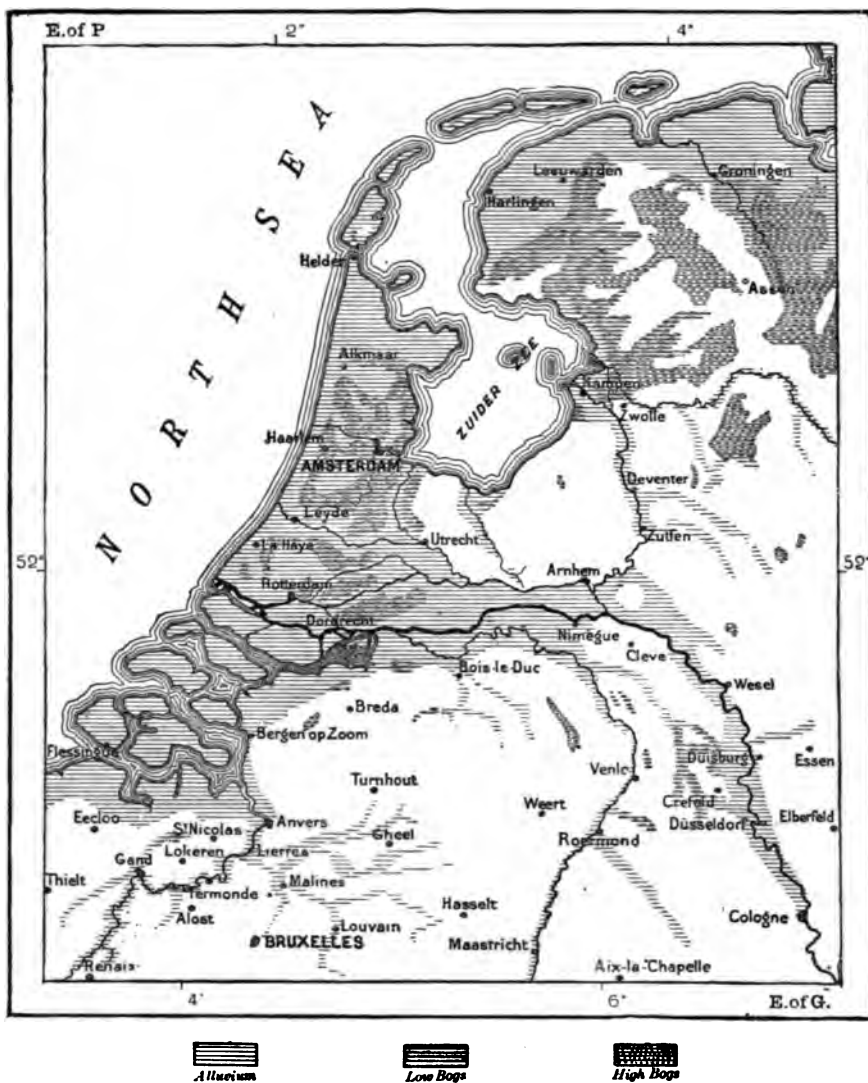 E. of P
2°
4°
NORTH SEA
Leeuwarden
Groningen
Harlingen
Helder
Assen
Alkmaar
ZUIDER ZEE
Kampen
Zwolle
Haarlem
AMSTERDAM
Deventer
Leyde
La Haye
Utrecht
Zutfen
52°
52°
Arnhem
Rotterdam
Dordrecht
Nimègue
Cleve
Bois-le-Duc
Wesel
Breda
Flessingue
Bergen op Zoom
Duisburg
Essen
Venlo
Turnhout
Crefeld
Weert
Eecloo
St Nicolas
Anvers
Düsseldorf
Elberfeld
Gheel
Roermond
Lokeren
Lierre
Gand
Thielt
Termonde
Malines
Alost
Hasselt
Cologne
Louvain
BRUXELLES
Maastricht
Renaix
Aix-la-Chapelle
4°
6°
E. of G.
Alluvium
Low Bogs
High Bogs